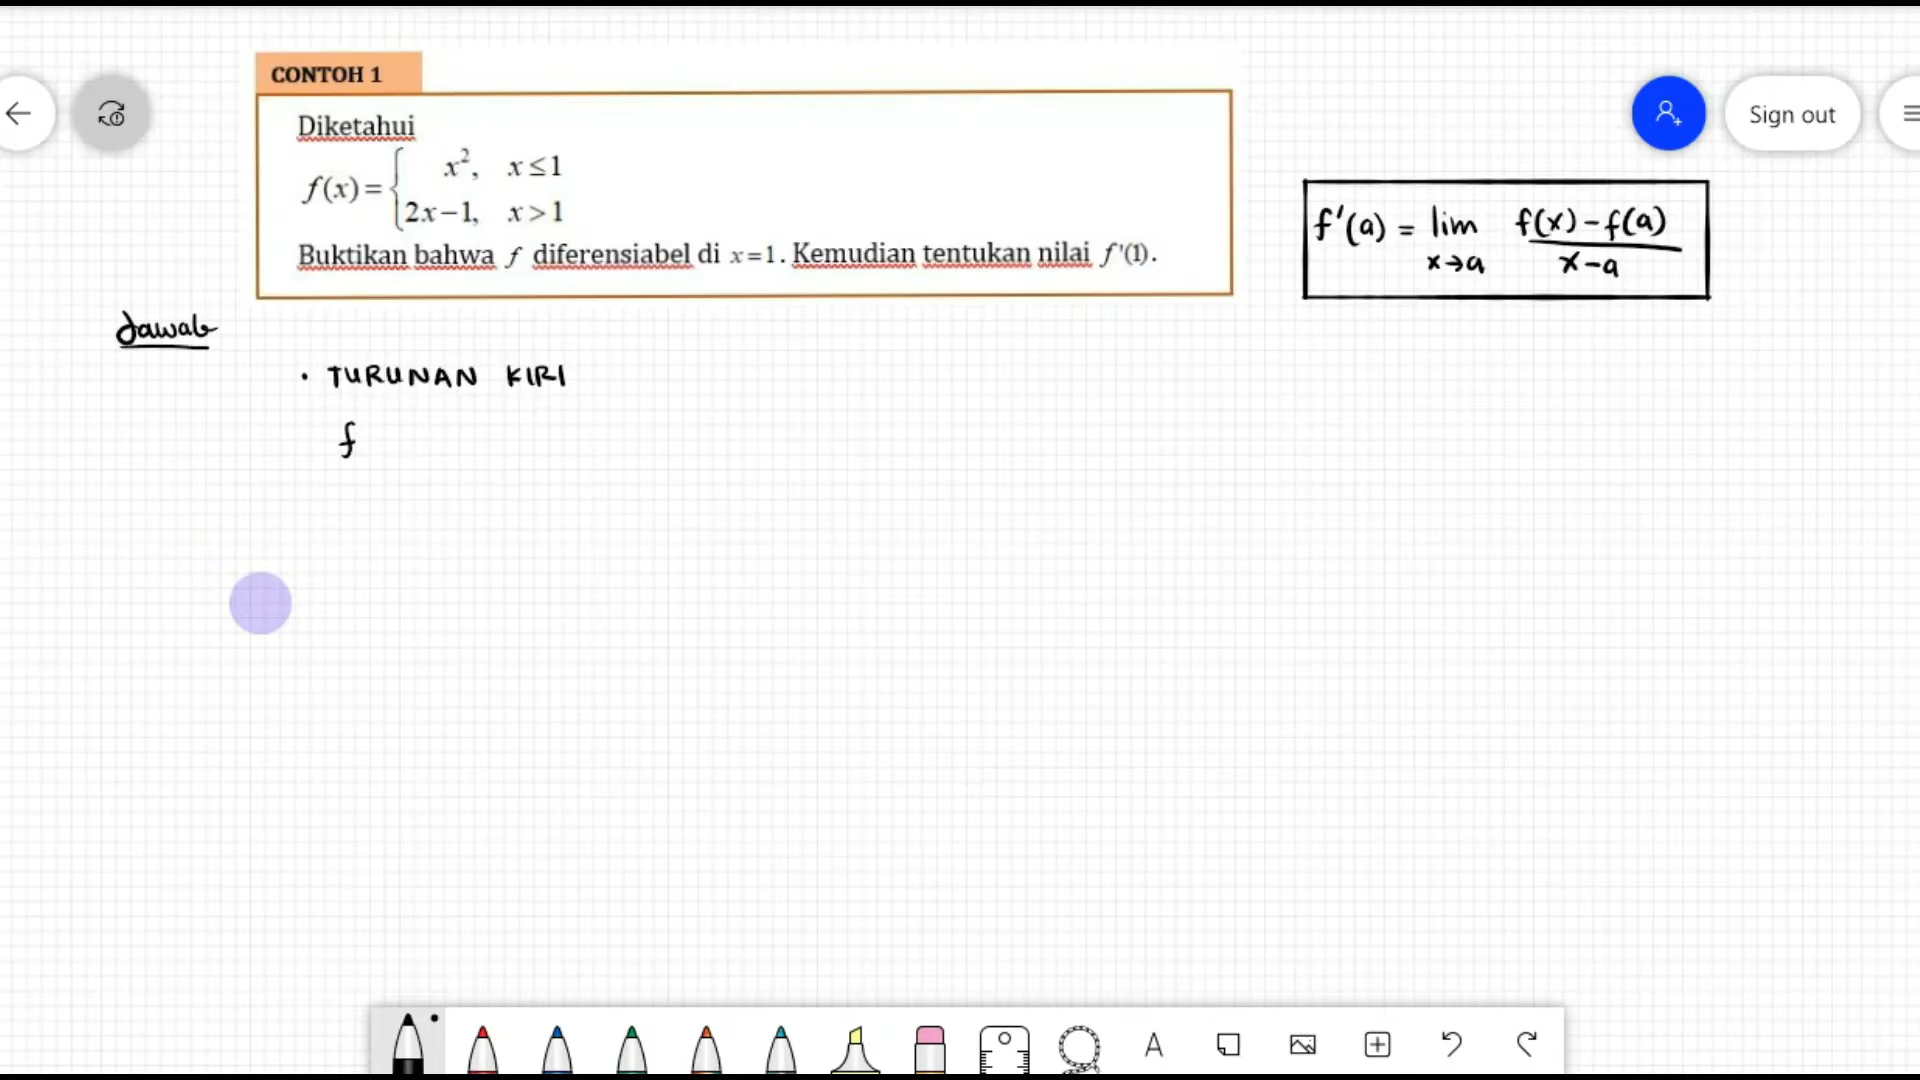 CONTOH 1
Sign out
Diketahui
f(x) = { x², x ≤ 1
2x − 1, x > 1
Buktikan bahwa f diferensiabel di x = 1. Kemudian tentukan nilai f '(1).
f'(a) = lim x→a f(x) − f(a) / x − a
Jawab
• TURUNAN KIRI
f
A